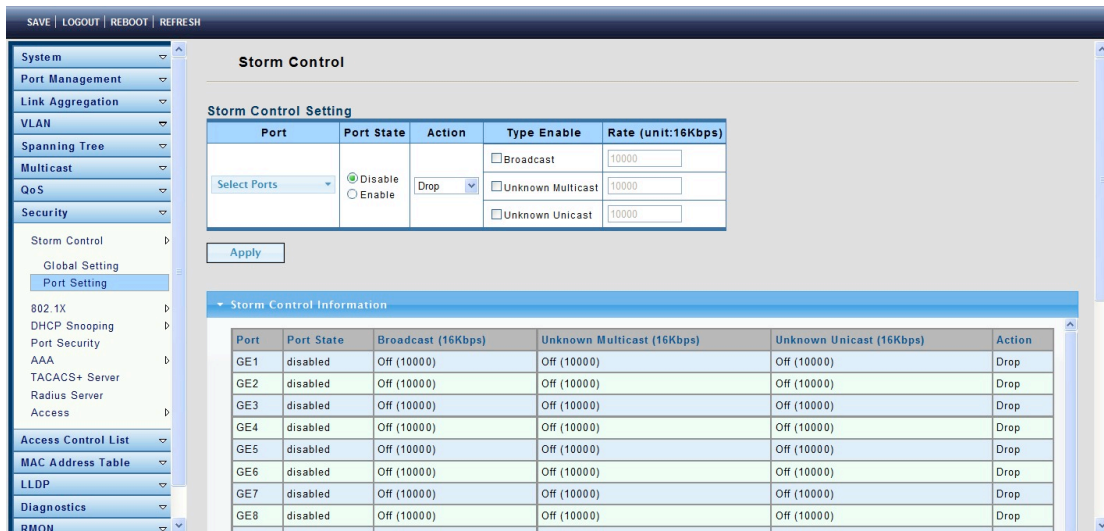 SAVE | LOGOUT | REBOOT | REFRESH
System
Port Management
Link Aggregation
VLAN
Spanning Tree
Multicast
QoS
Security
Storm Control
Global Setting
Port Setting
802.1X
DHCP Snooping
Port Security
AAA
TACACS+ Server
Radius Server
Access
Access Control List
MAC Address Table
LLDP
Diagnostics
RMON
Storm Control
Storm Control Setting
Port Port State Action Type Enable Rate (unit:16Kbps)
Select Ports Disable Enable Drop
Broadcast 10000
Unknown Multicast 10000
Unknown Unicast 10000
Apply
Storm Control Information
Port Port State Broadcast (16Kbps) Unknown Multicast (16Kbps) Unknown Unicast (16Kbps) Action
GE1 disabled Off (10000) Off (10000) Off (10000) Drop
GE2 disabled Off (10000) Off (10000) Off (10000) Drop
GE3 disabled Off (10000) Off (10000) Off (10000) Drop
GE4 disabled Off (10000) Off (10000) Off (10000) Drop
GE5 disabled Off (10000) Off (10000) Off (10000) Drop
GE6 disabled Off (10000) Off (10000) Off (10000) Drop
GE7 disabled Off (10000) Off (10000) Off (10000) Drop
GE8 disabled Off (10000) Off (10000) Off (10000) Drop